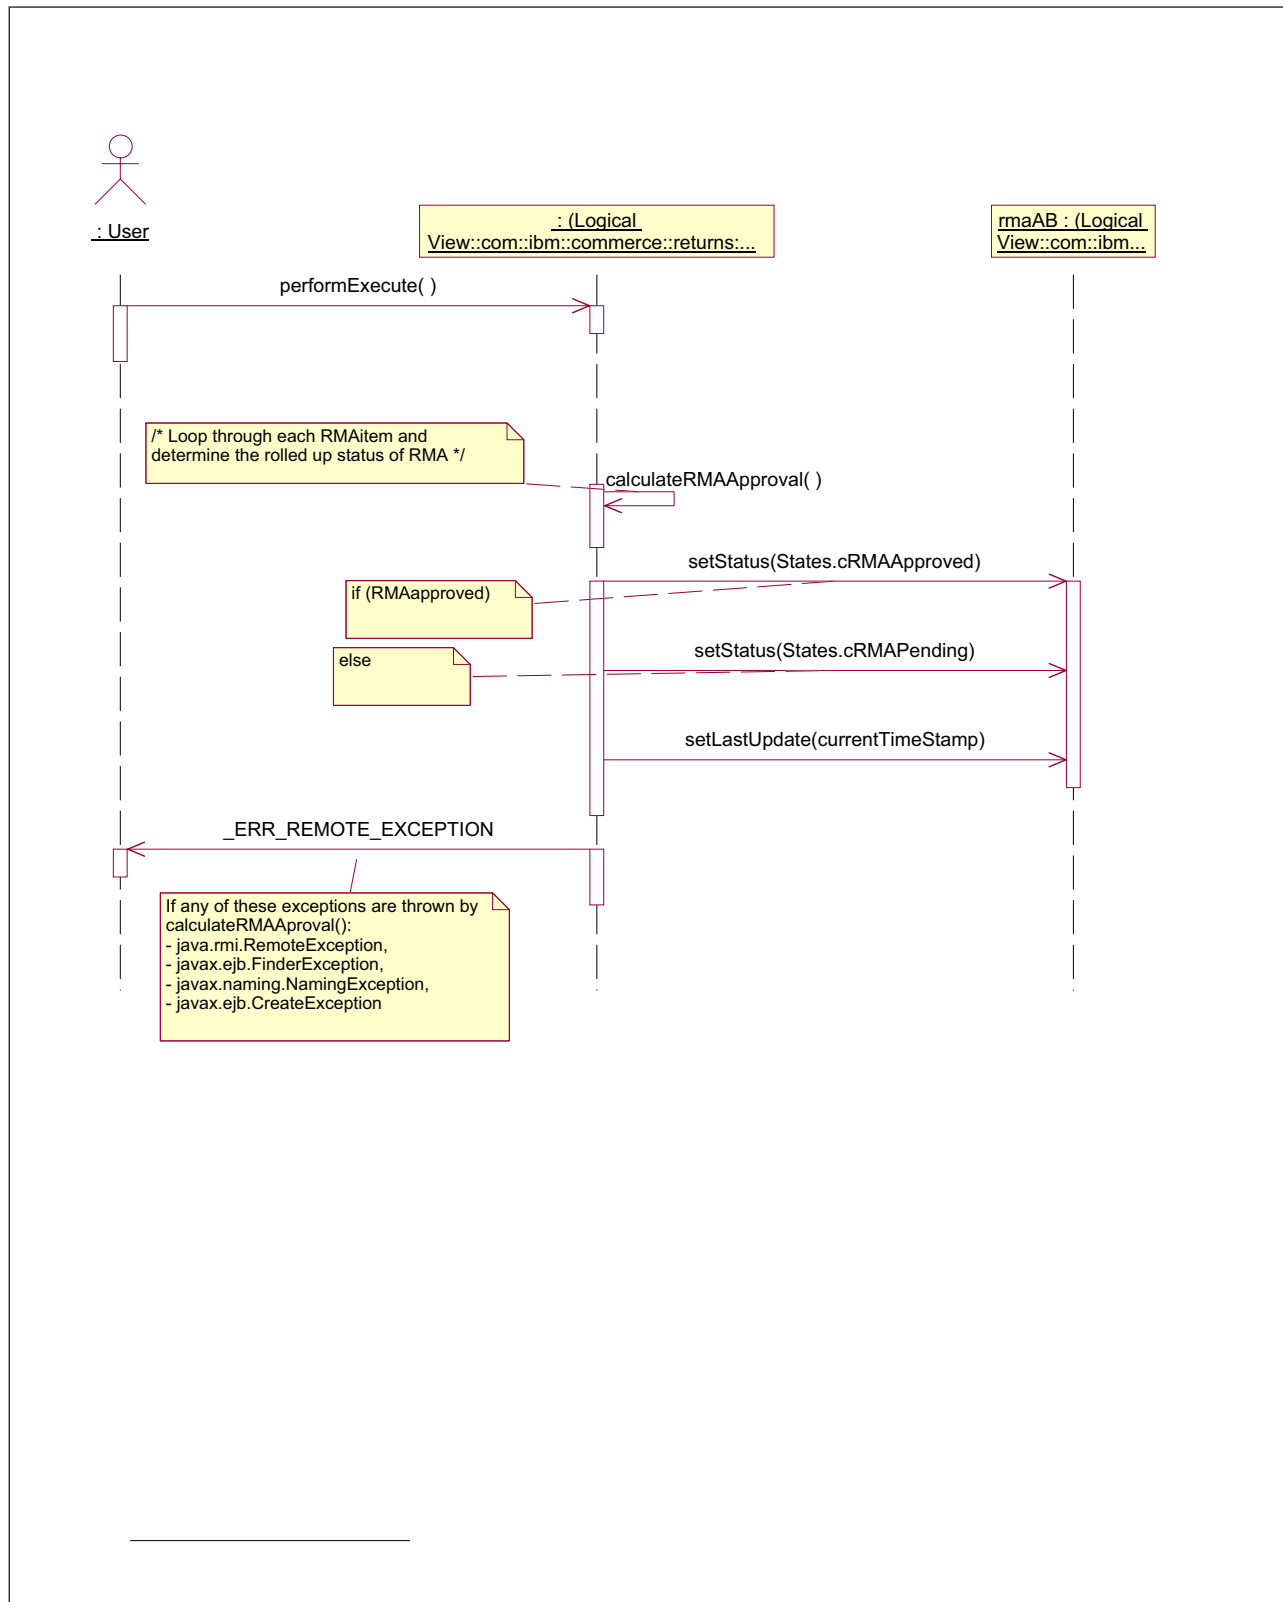 : User
: (Logical
View::com::ibm::commerce::returns:...
rmaAB : (Logical
View::com::ibm...
performExecute( )
/* Loop through each RMAitem and
determine the rolled up status of RMA */
calculateRMAApproval( )
setStatus(States.cRMAApproved)
if (RMAapproved)
setStatus(States.cRMAPending)
else
setLastUpdate(currentTimeStamp)
_ERR_REMOTE_EXCEPTION
If any of these exceptions are thrown by
calculateRMAAproval():
- java.rmi.RemoteException,
- javax.ejb.FinderException,
- javax.naming.NamingException,
- javax.ejb.CreateException